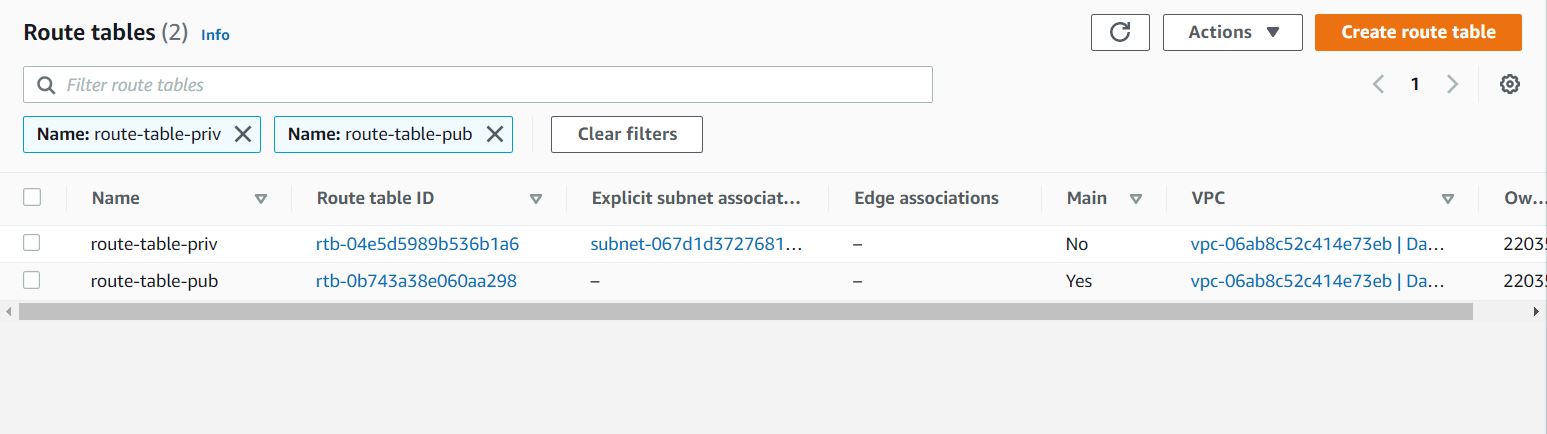 Route tables (2) Info
Actions
Create route table
Filter route tables
1
Name: route-table-priv
Name: route-table-pub
Clear filters
Name Route table ID Explicit subnet associat... Edge associations Main VPC Ow...
route-table-priv rtb-04e5d5989b536b1a6 subnet-067d1d3727681... – No vpc-06ab8c52c414e73eb | Da... 22035
route-table-pub rtb-0b743a38e060aa298 – – Yes vpc-06ab8c52c414e73eb | Da... 22035